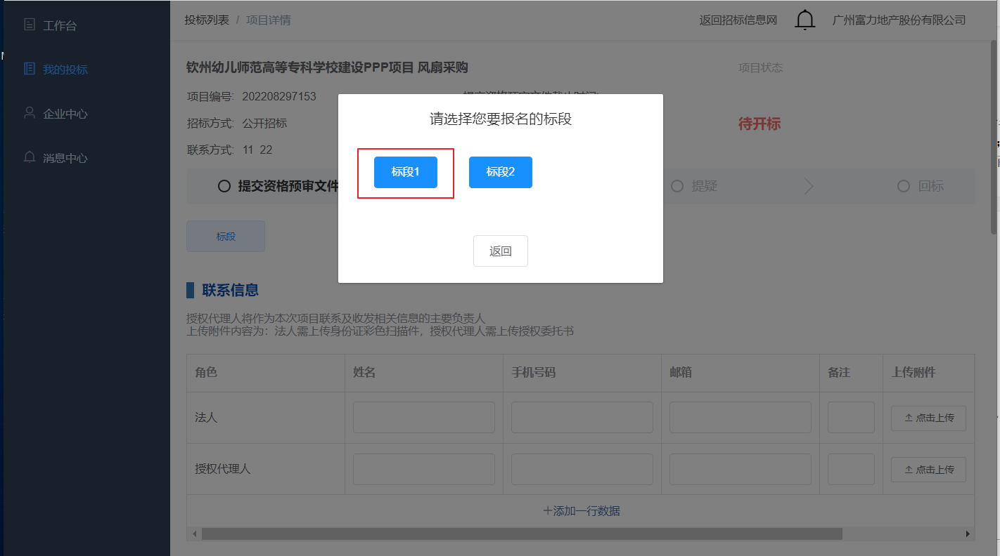 工作台
我的投标
企业中心
消息中心
投标列表 / 项目详情
返回招标信息网
广州富力地产股份有限公司
钦州幼儿师范高等专科学校建设PPP项目 风扇采购
项目状态
项目编号: 202208297153
招标方式: 公开招标
待开标
联系方式: 11 22
请选择您要报名的标段
标段1
标段2
返回
提交资格预审文件
提疑
回标
标段
联系信息
授权代理人将作为本次项目联系及收发相关信息的主要负责人
上传附件内容为：法人需上传身份证彩色扫描件，授权代理人需上传授权委托书
角色 姓名 手机号码 邮箱 备注 上传附件
法人 点击上传
授权代理人 点击上传
+添加一行数据